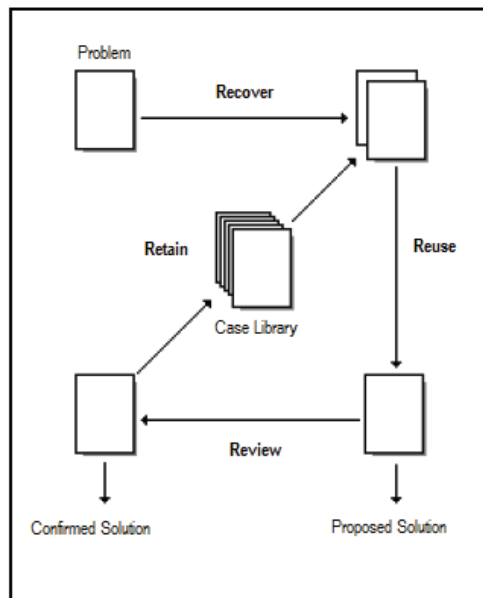 Problem
Recover
Retain
Reuse
Case Library
Review
Confirmed Solution
Proposed Solution